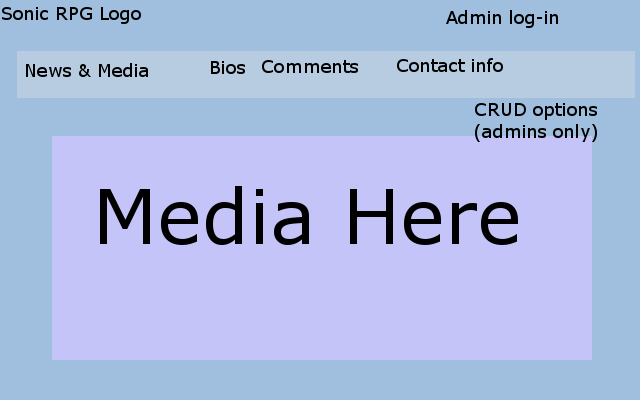 Sonic RPG Logo
Admin log-in
News & Media
Bios
Comments
Contact info
CRUD options
(admins only)
Media Here